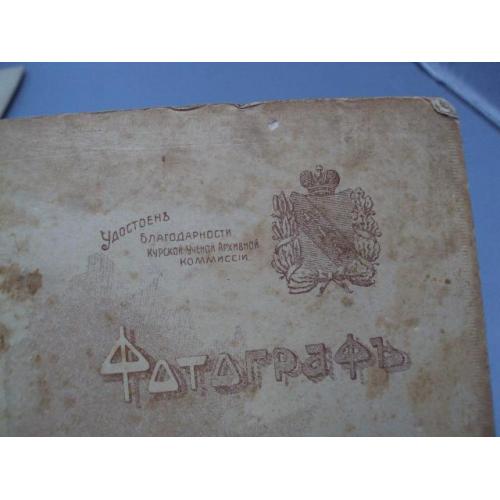 Удостоенъ
Благодарности
Курской Ученой Архивной
Коммиссіи
Фотографъ